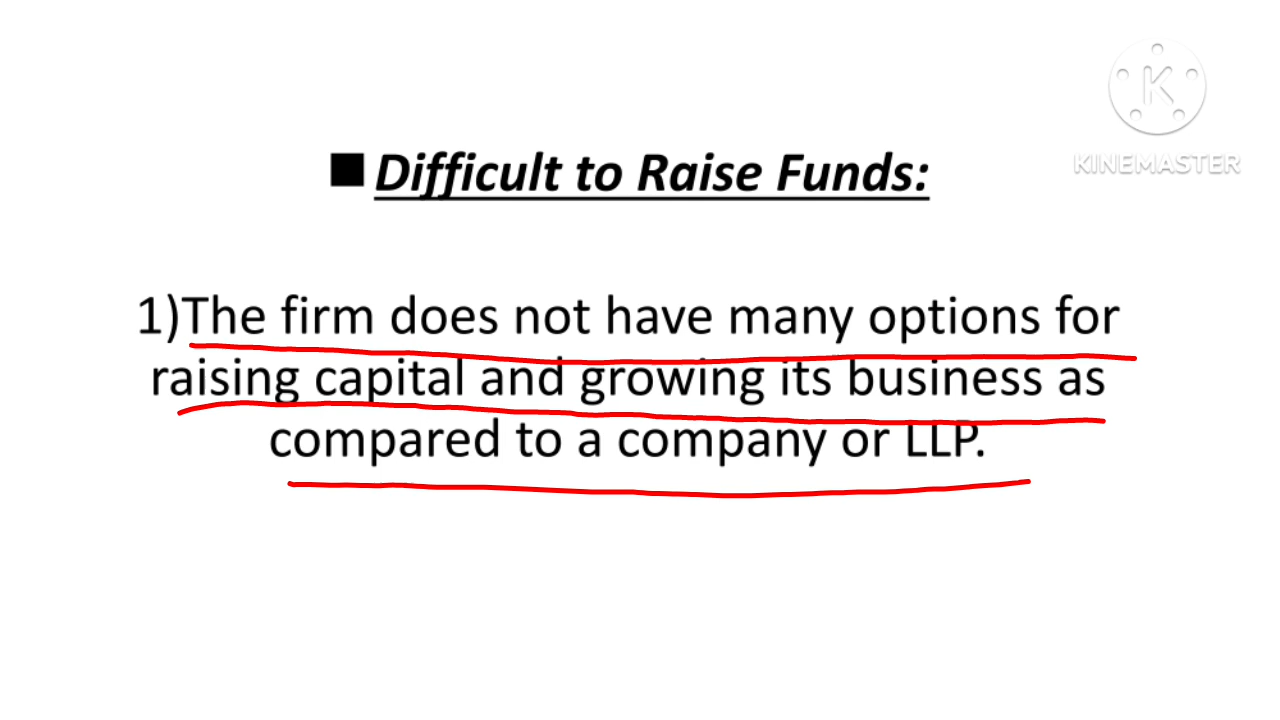 K
KINEMASTER
■ Difficult to Raise Funds:
1)The firm does not have many options for
raising capital and growing its business as
compared to a company or LLP.